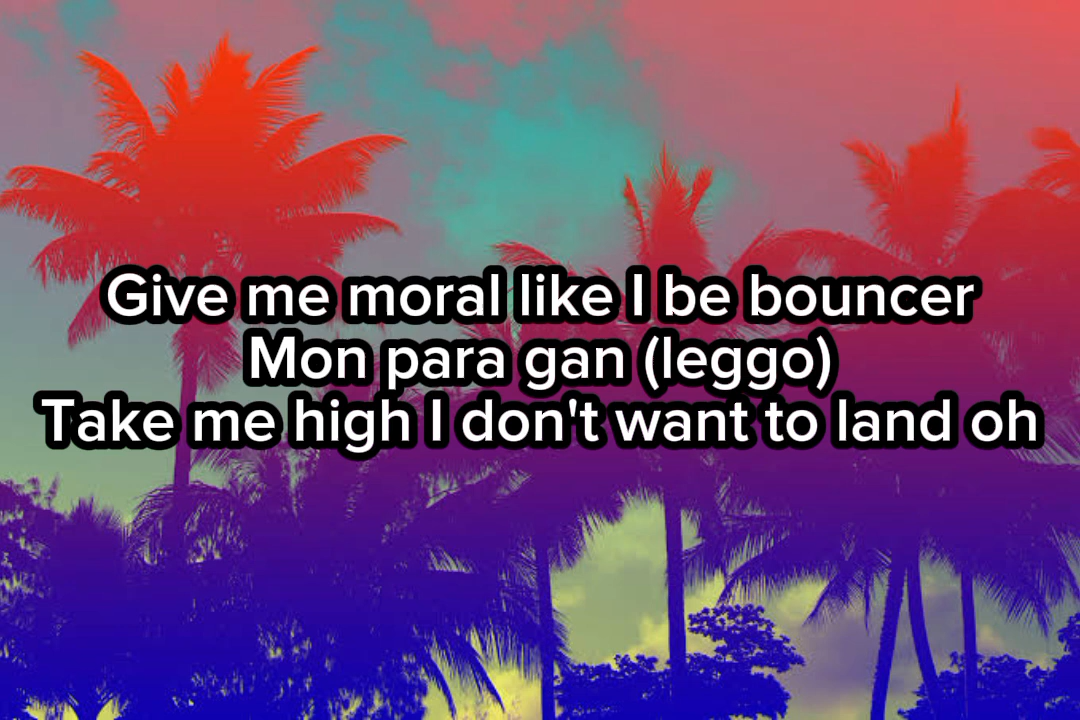 Give me moral like I be bouncer
Mon para gan (leggo)
Take me high I don't want to land oh